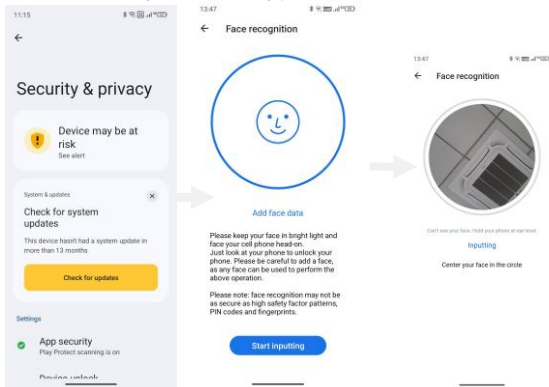 11:15
Security & privacy
Device may be at
risk
See alert
System & updates
Check for system
updates
This device hasn't had a system update in
more than 13 months
Check for updates
Settings
App security
Play Protect scanning is on
Device unlock
13:47
Face recognition
Add face data
Please keep your face in bright light and
face your cell phone head-on.
Just look at your phone to unlock your
phone. Please be careful to add a face,
as any face can be used to perform the
above operation.
Please note: face recognition may not be
as secure as high safety factor patterns,
PIN codes and fingerprints.
Start inputting
13:47
Face recognition
Can't see your face. Hold your phone at eye level.
Inputting
Center your face in the circle